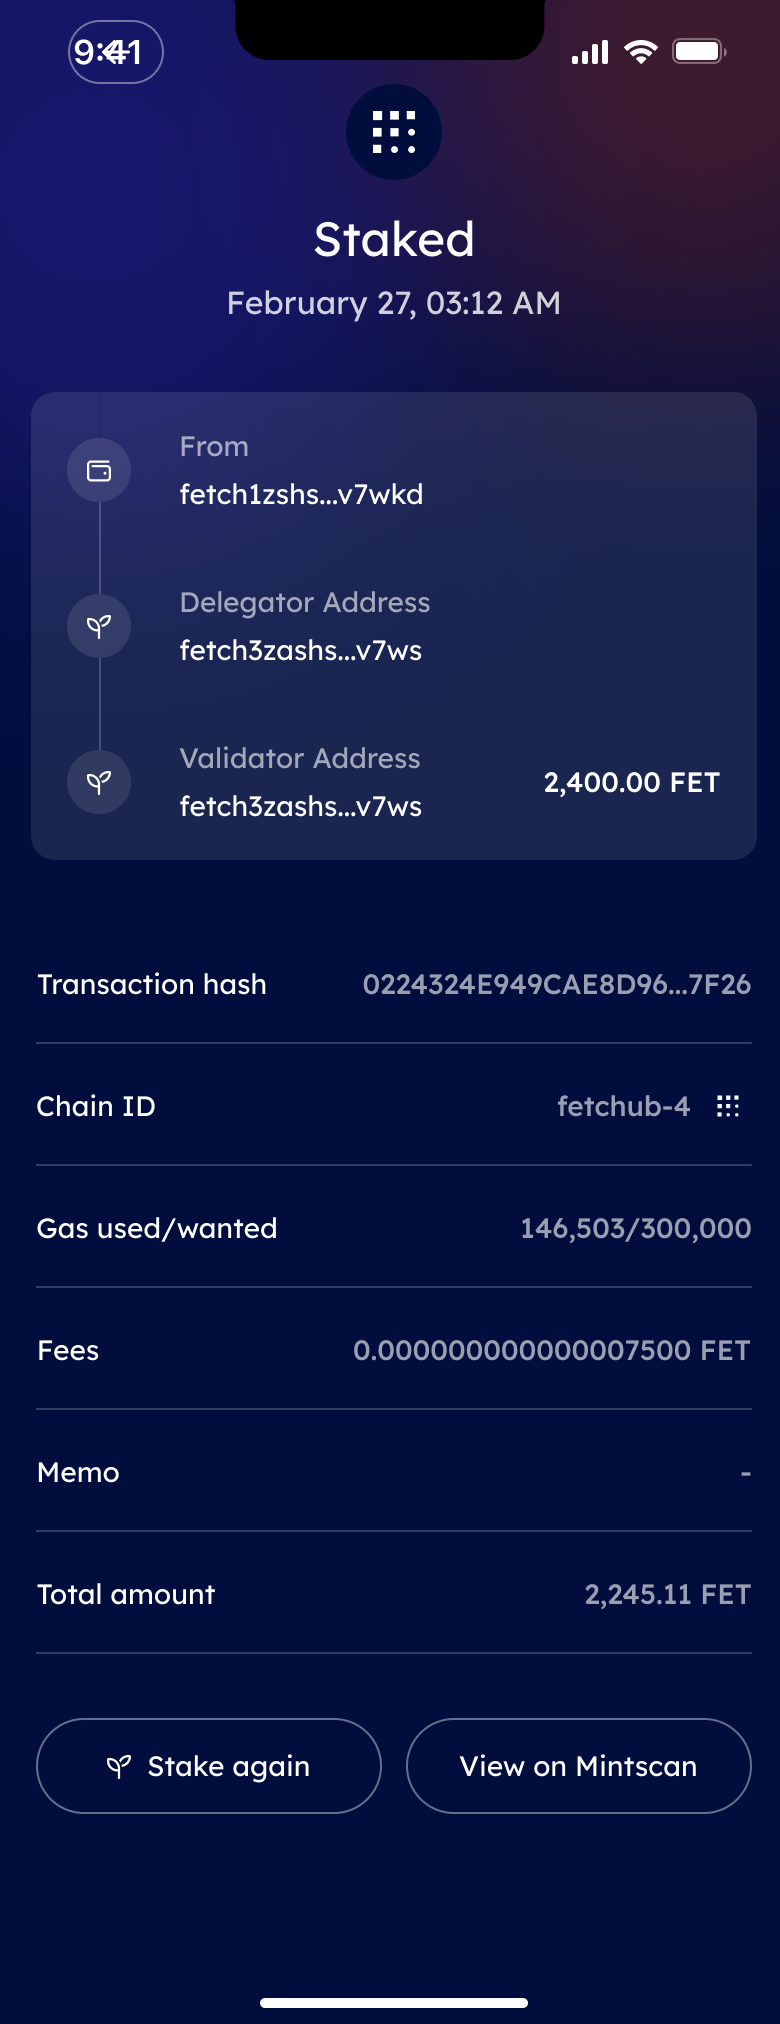 9:41
Staked
February 27, 03:12 AM
From
fetch1zshs...v7wkd
Delegator Address
fetch3zashs...v7ws
Validator Address
fetch3zashs...v7ws
2,400.00 FET
Transaction hash 0224324E949CAE8D96...7F26
Chain ID fetchub-4
Gas used/wanted 146,503/300,000
Fees 0.000000000000007500 FET
Memo -
Total amount 2,245.11 FET
Stake again View on Mintscan